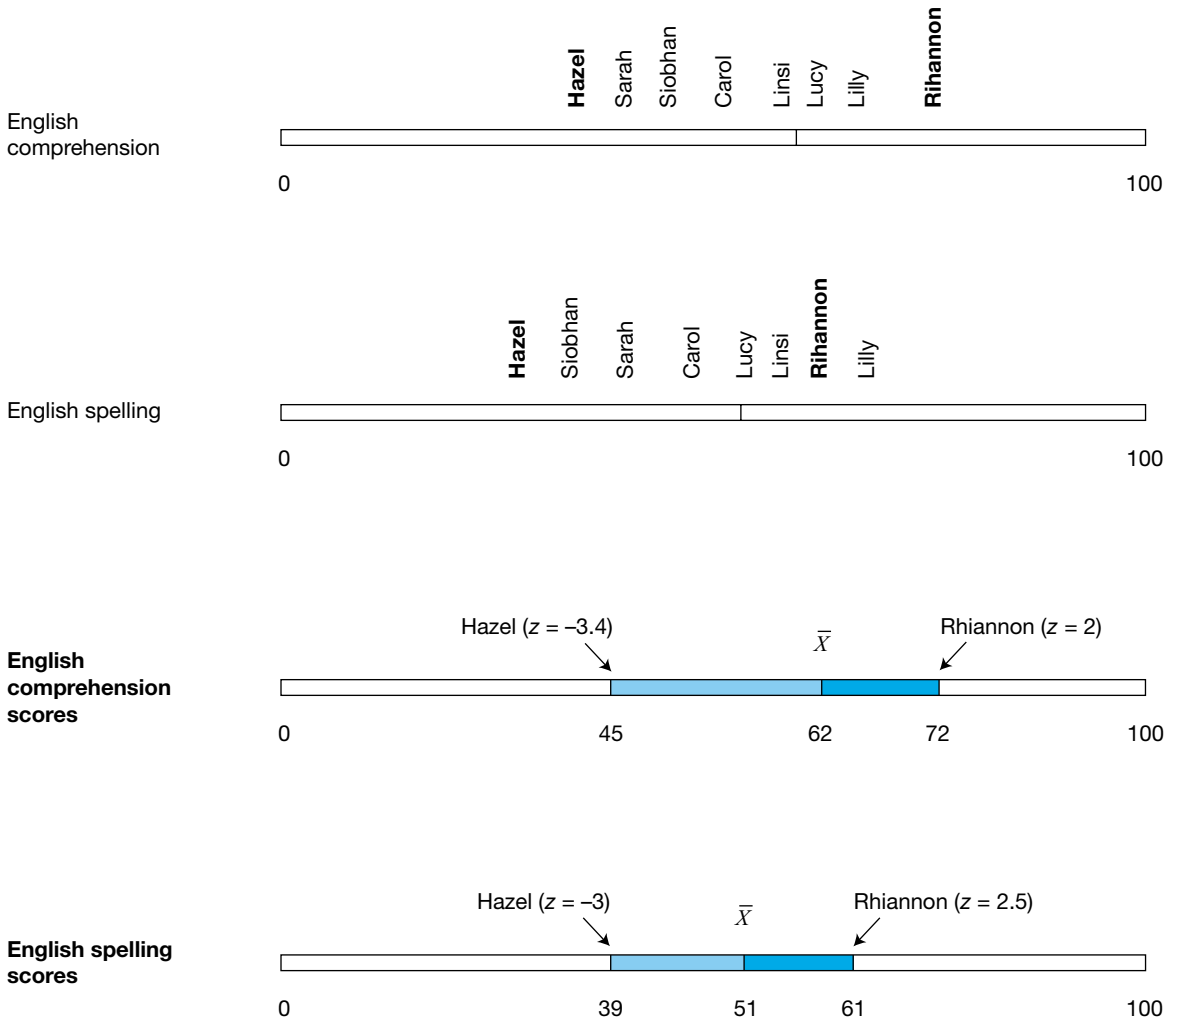 Hazel
Sarah
Siobhan
Carol
Linsi
Lucy
Lilly
Rihannon
English
comprehension
0 100
Hazel
Siobhan
Sarah
Carol
Lucy
Linsi
Rihannon
Lilly
English spelling
0 100
Hazel (z = –3.4)
X̅
Rhiannon (z = 2)
English
comprehension
scores
0 45 62 72 100
Hazel (z = –3)
X̅
Rhiannon (z = 2.5)
English spelling
scores
0 39 51 61 100